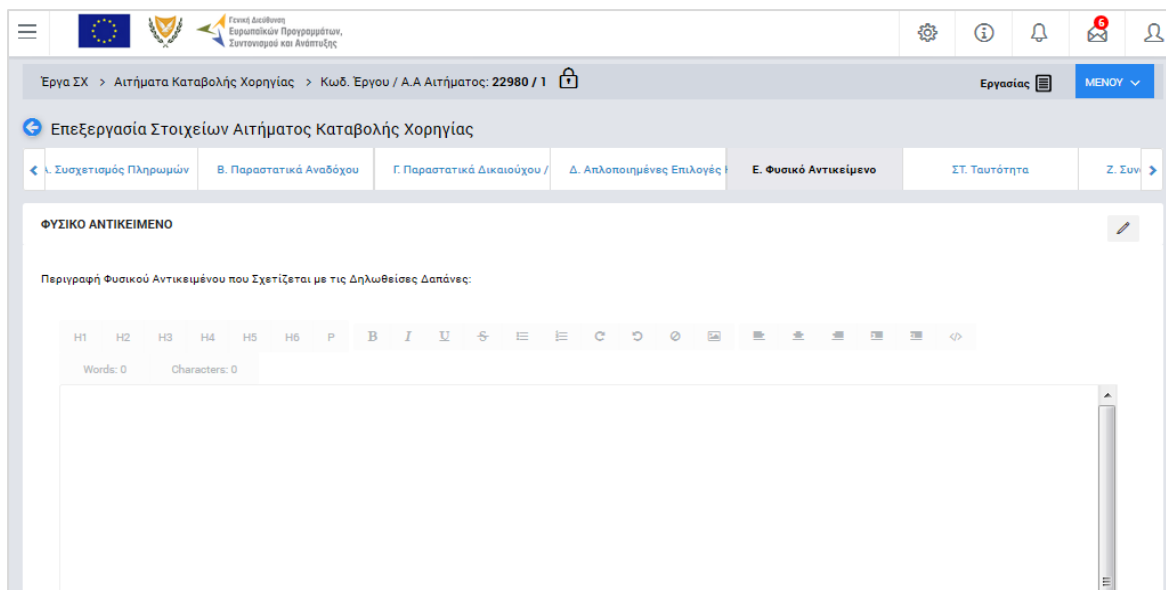 Γενική Διεύθυνση
Ευρωπαϊκών Προγραμμάτων,
Συντονισμού και Ανάπτυξης
6
Έργα ΣΧ > Αιτήματα Καταβολής Χορηγίας > Κωδ. Έργου / Α.Α Αιτήματος: 22980 / 1
Εργασίας
ΜΕΝΟΥ
Επεξεργασία Στοιχείων Αιτήματος Καταβολής Χορηγίας
Συσχετισμός Πληρωμών
Β. Παραστατικά Αναδόχου
Γ. Παραστατικά Δικαιούχου /
Δ. Απλοποιημένες Επιλογές
Ε. Φυσικό Αντικείμενο
ΣΤ. Ταυτότητα
Ζ. Συν
ΦΥΣΙΚΟ ΑΝΤΙΚΕΙΜΕΝΟ
Περιγραφή Φυσικού Αντικειμένου που Σχετίζεται με τις Δηλωθείσες Δαπάνες:
H1 H2 H3 H4 H5 H6 P B I U S
Words: 0 Characters: 0